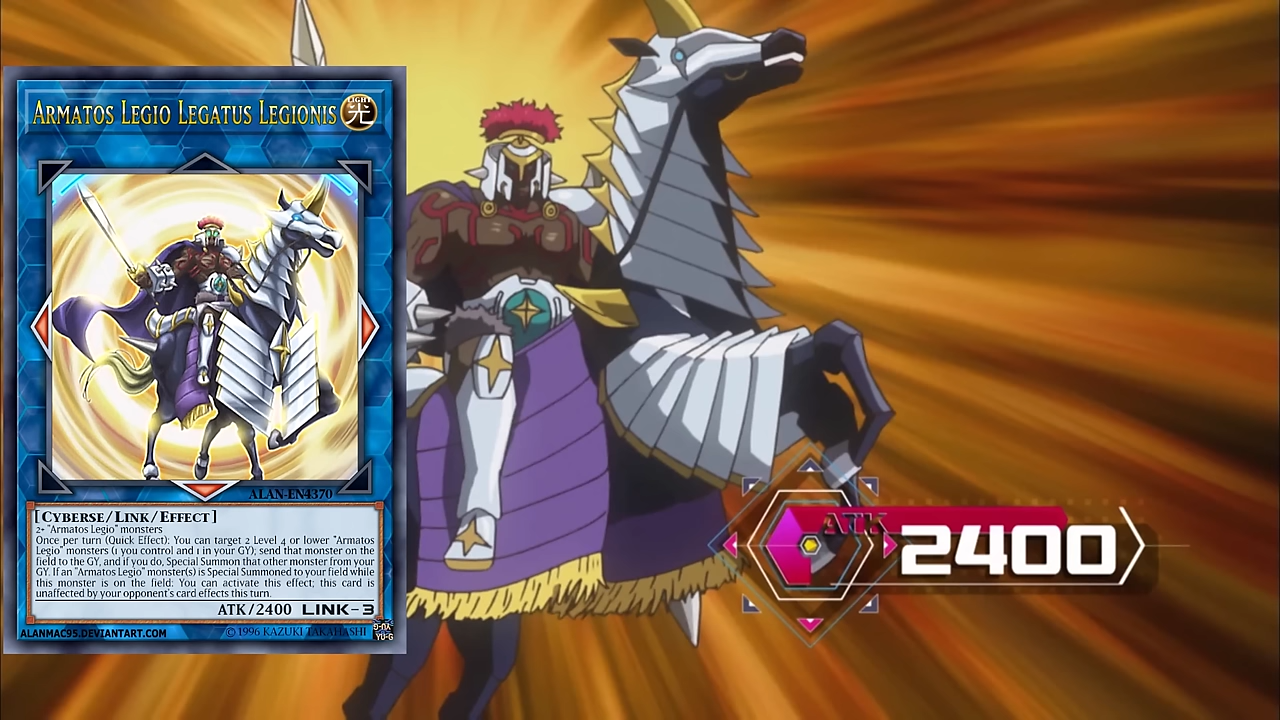 ARMATOS LEGIO LEGATUS LEGIONIS
LIGHT
光
ALAN-EN4370
[CYBERSE/LINK/EFFECT]
2+ "Armatos Legio" monsters
Once per turn (Quick Effect): You can target 2 Level 4 or lower "Armatos
Legio" monsters (1 you control and 1 in your GY); send that monster on the
field to the GY, and if you do, Special Summon that other monster from your
GY. If an "Armatos Legio" monster(s) is Special Summoned to your field while
this monster is on the field: You can activate this effect; this card is
unaffected by your opponent's card effects this turn.
ATK/2400 LINK-3
ALANMAC95.DEVIANTART.COM
©1996 KAZUKI TAKAHASHI
ATK
2400